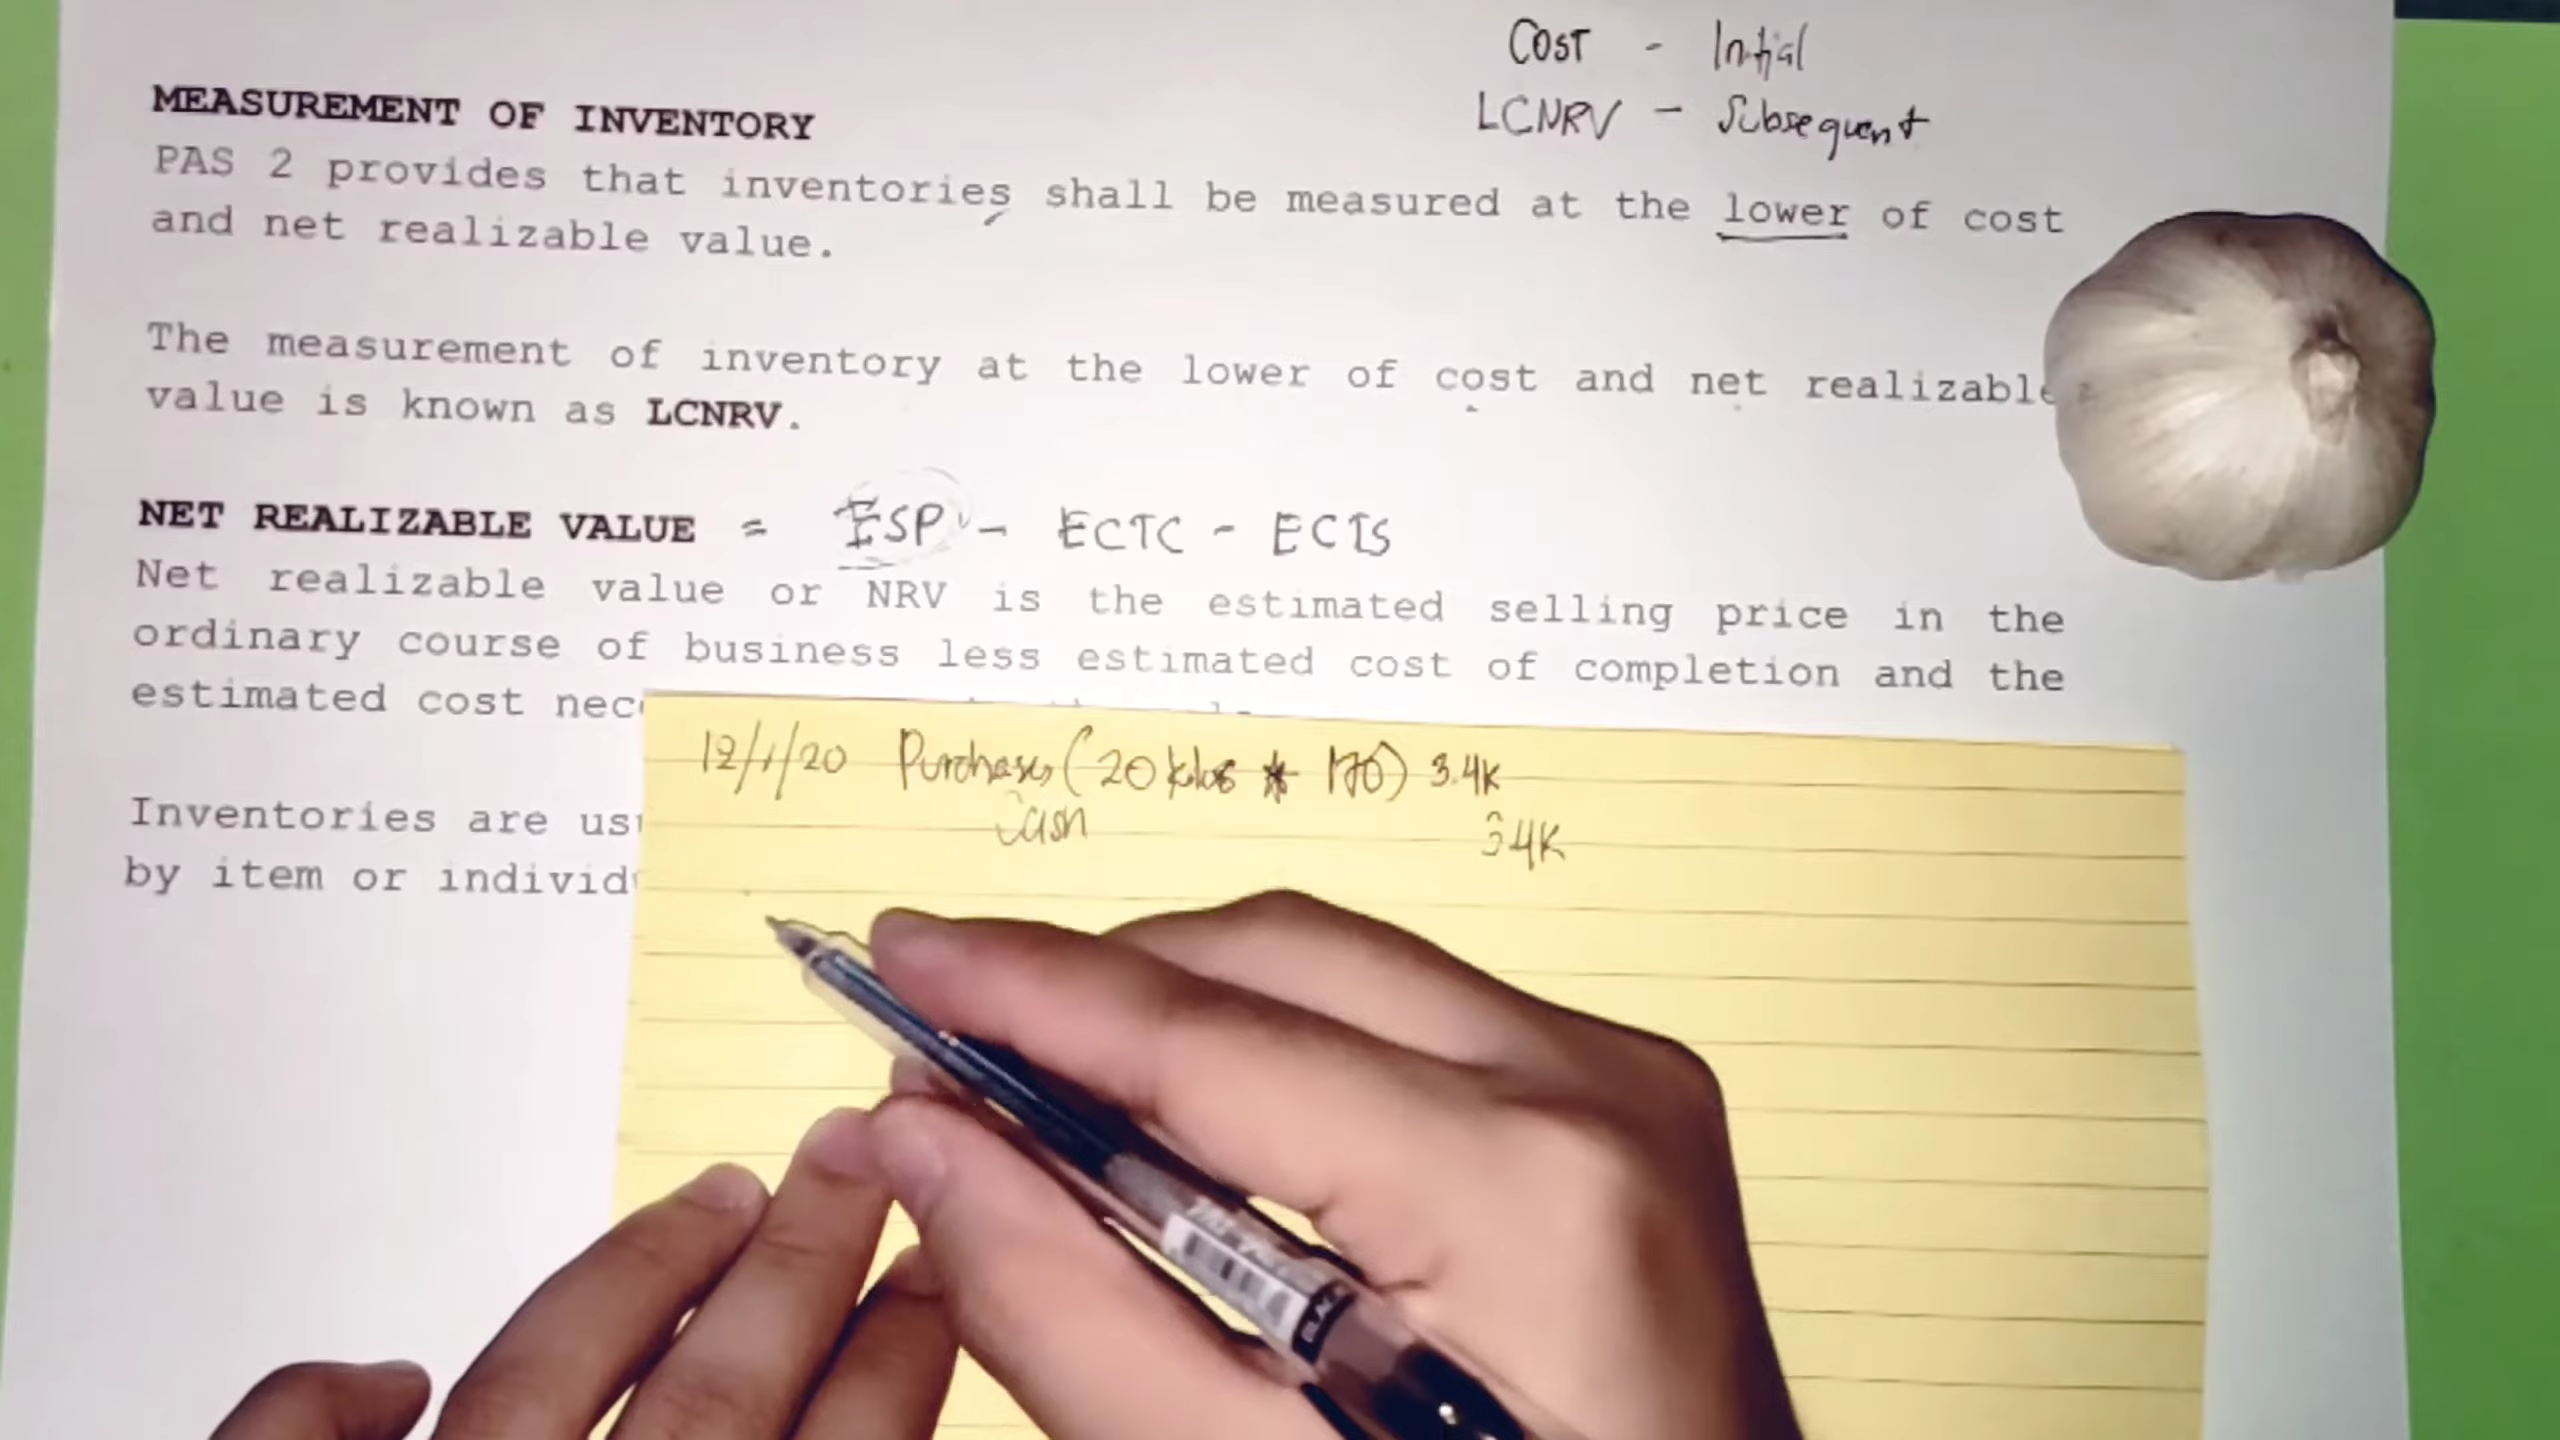 COST - Initial
LCNRV - Subsequent
MEASUREMENT OF INVENTORY
PAS 2 provides that inventories shall be measured at the lower of cost
and net realizable value.
The measurement of inventory at the lower of cost and net realizable
value is known as LCNRV.
NET REALIZABLE VALUE = ESP - ECTC - ECTS
Net realizable value or NRV is the estimated selling price in the
ordinary course of business less estimated cost of completion and the
estimated cost
12/1/20 Purchases (20 kilos * 170) 3.4K
Cash 3.4K
Inventories are
by item or
BLACK